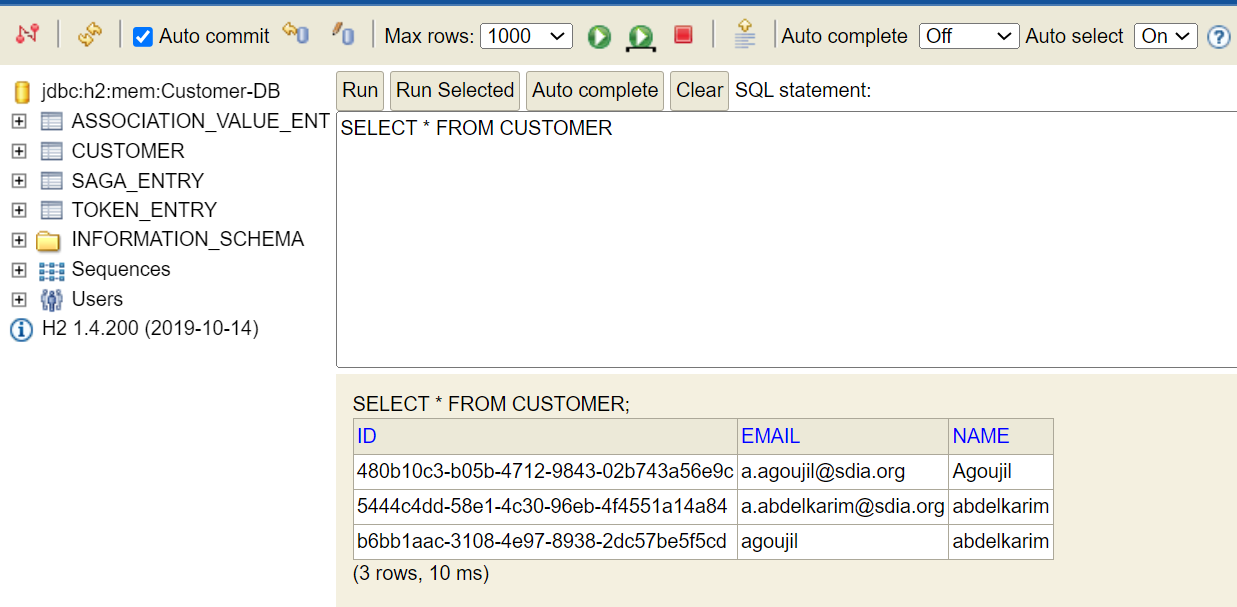 Auto commit Max rows: 1000 Auto complete Off Auto select On ?
jdbc:h2:mem:Customer-DB
ASSOCIATION_VALUE_ENT
CUSTOMER
SAGA_ENTRY
TOKEN_ENTRY
INFORMATION_SCHEMA
Sequences
Users
H2 1.4.200 (2019-10-14)
Run Run Selected Auto complete Clear SQL statement:
SELECT * FROM CUSTOMER
SELECT * FROM CUSTOMER;
ID EMAIL NAME
480b10c3-b05b-4712-9843-02b743a56e9c a.agoujil@sdia.org Agoujil
5444c4dd-58e1-4c30-96eb-4f4551a14a84 a.abdelkarim@sdia.org abdelkarim
b6bb1aac-3108-4e97-8938-2dc57be5f5cd agoujil abdelkarim
(3 rows, 10 ms)